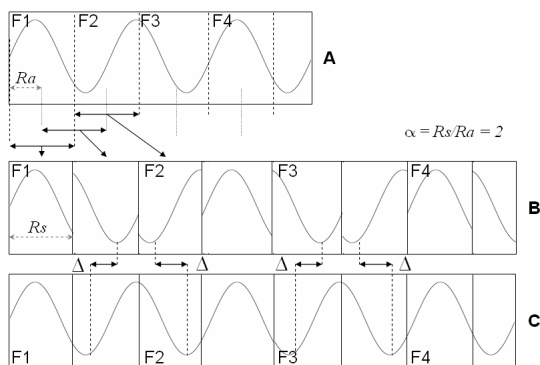 F1 F2 F3 F4
A
Ra
α = Rs/Ra = 2
F1 F2 F3 F4
B
Rs
Δ Δ Δ Δ
C
F1 F2 F3 F4